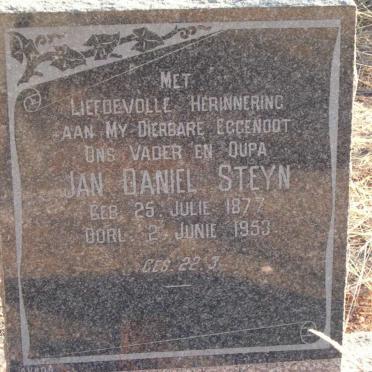 MET
LIEFDEVOLLE HERINNERING
AAN MY DIERBARE EGGENOOT
ONS VADER EN OUPA
JAN DANIEL STEYN
GEB. 25. JULIE 1877
OORL. 2. JUNIE 1953
GES. 22.3.